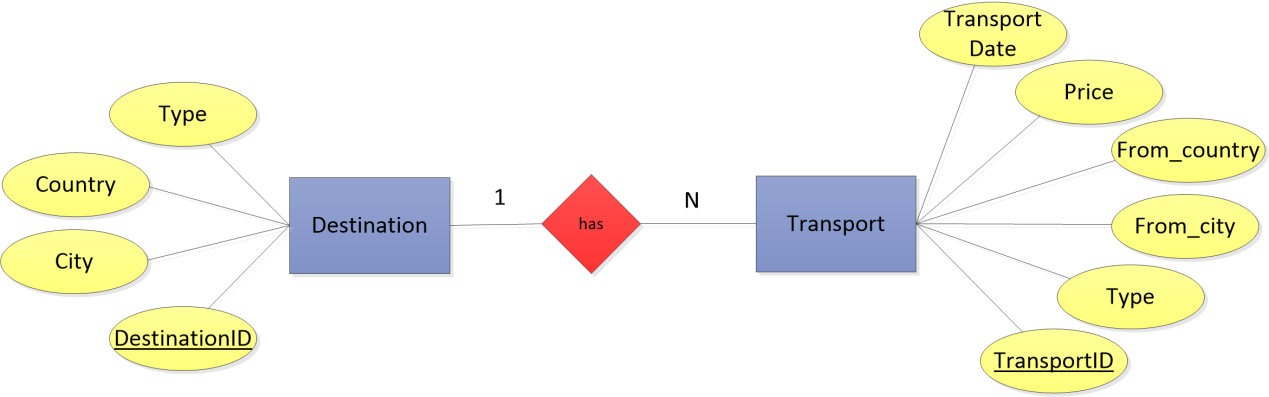 Transport
Date
Price
Type
From_country
Country
1
N
Destination
has
Transport
From_city
City
Type
DestinationID
TransportID